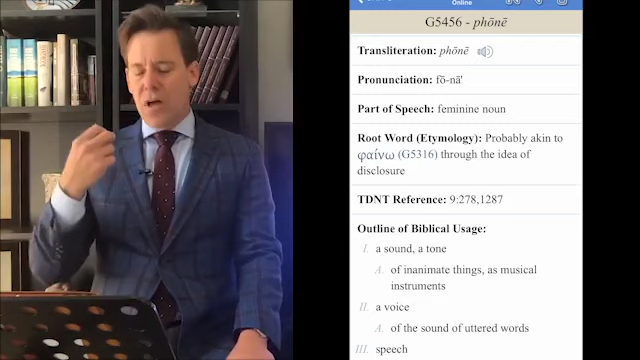 Online
G5456 - phōnē
Transliteration: phōnē
Pronunciation: fō-nā'
Part of Speech: feminine noun
Root Word (Etymology): Probably akin to
φαίνω (G5316) through the idea of
disclosure
TDNT Reference: 9:278,1287
Outline of Biblical Usage:
I. a sound, a tone
A. of inanimate things, as musical
instruments
II. a voice
A. of the sound of uttered words
III. speech